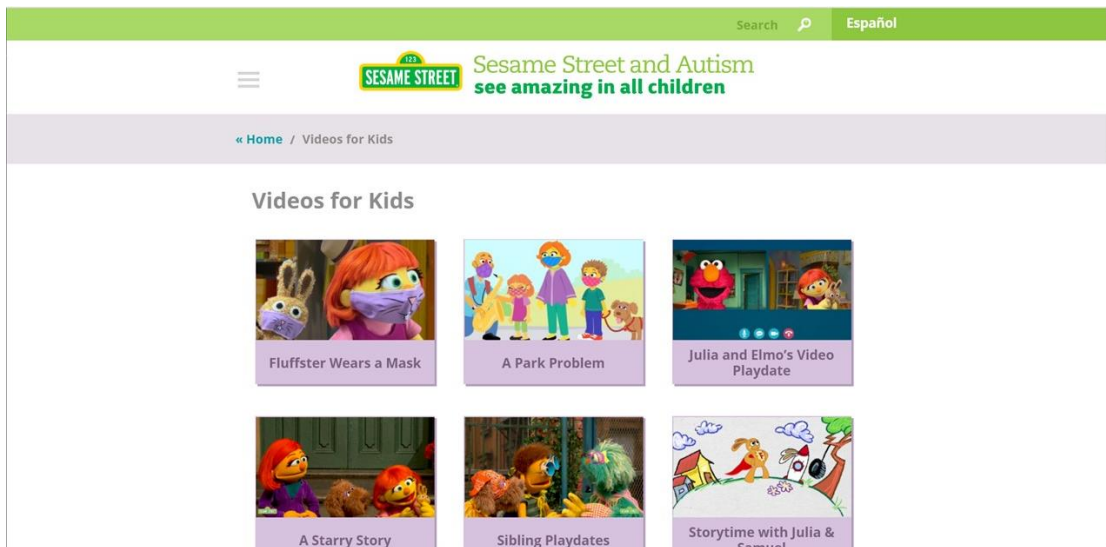 Search
Español
123
SESAME STREET
Sesame Street and Autism
see amazing in all children
« Home / Videos for Kids
Videos for Kids
Fluffster Wears a Mask
A Park Problem
Julia and Elmo's Video
Playdate
A Starry Story
Sibling Playdates
Storytime with Julia &
Samuel